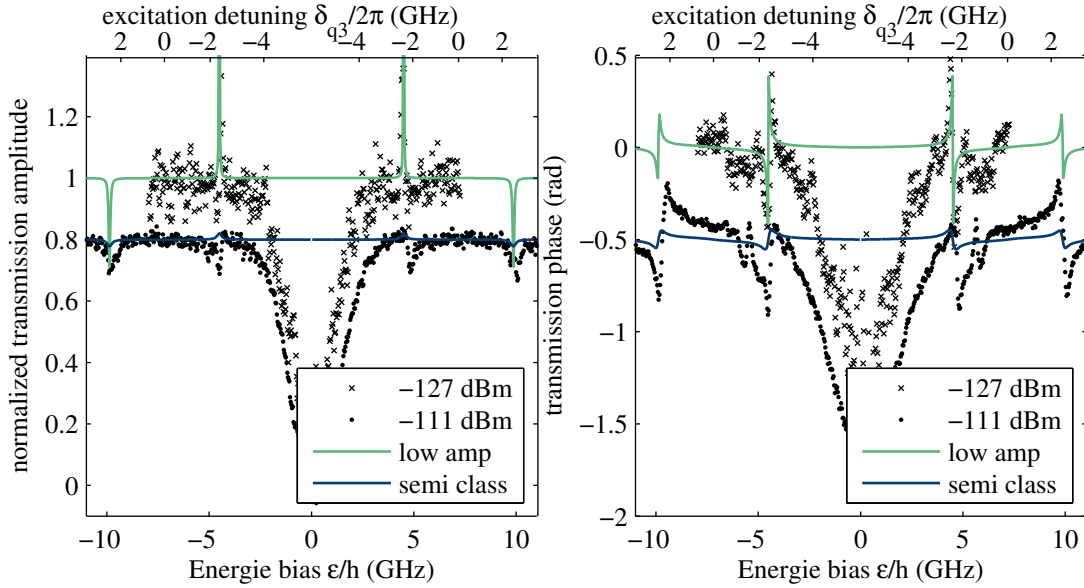 excitation detuning δq3/2π (GHz)
2 0 −2 −4 −4 −2 0 2
normalized transmission amplitude
1.2
1
0.8
0.6
0.4
0.2
0
−127 dBm
−111 dBm
low amp
semi class
−10 −5 0 5 10
Energie bias ε/h (GHz)
excitation detuning δq3/2π (GHz)
2 0 −2 −4 −4 −2 0 2
transmission phase (rad)
0.5
0
−0.5
−1
−1.5
−2
−127 dBm
−111 dBm
low amp
semi class
−10 −5 0 5 10
Energie bias ε/h (GHz)